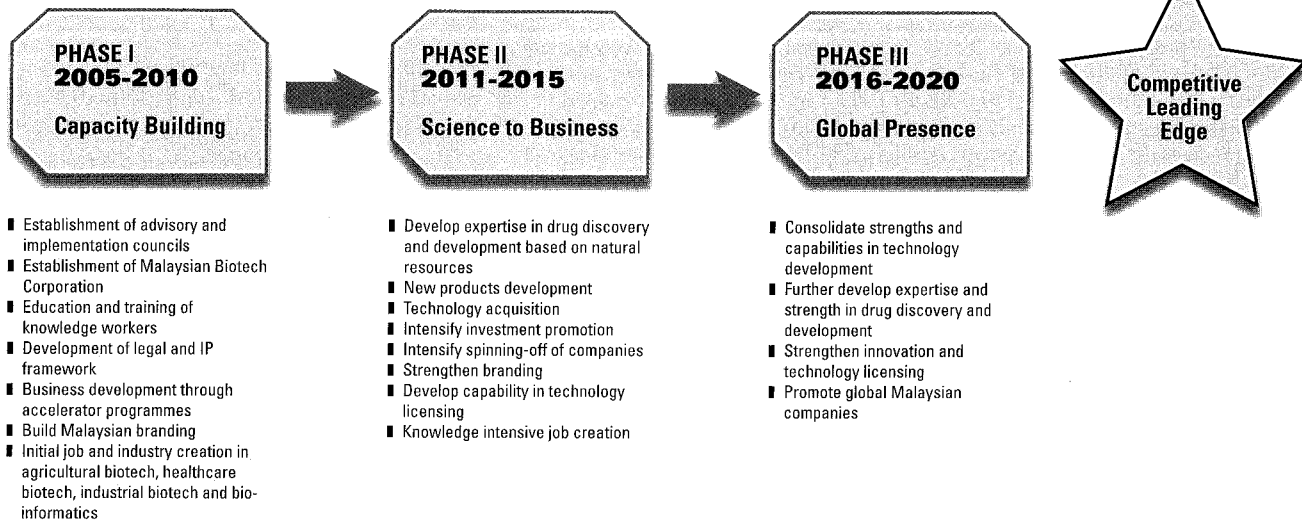 PHASE I
2005-2010
Capacity Building
PHASE II
2011-2015
Science to Business
PHASE III
2016-2020
Global Presence
Competitive
Leading
Edge
Establishment of advisory and
implementation councils
Establishment of Malaysian Biotech
Corporation
Education and training of
knowledge workers
Development of legal and IP
framework
Business development through
accelerator programmes
Build Malaysian branding
Initial job and industry creation in
agricultural biotech, healthcare
biotech, industrial biotech and bio-
informatics
Develop expertise in drug discovery
and development based on natural
resources
New products development
Technology acquisition
Intensify investment promotion
Intensify spinning-off of companies
Strengthen branding
Develop capability in technology
licensing
Knowledge intensive job creation
Consolidate strengths and
capabilities in technology
development
Further develop expertise and
strength in drug discovery and
development
Strengthen innovation and
technology licensing
Promote global Malaysian
companies